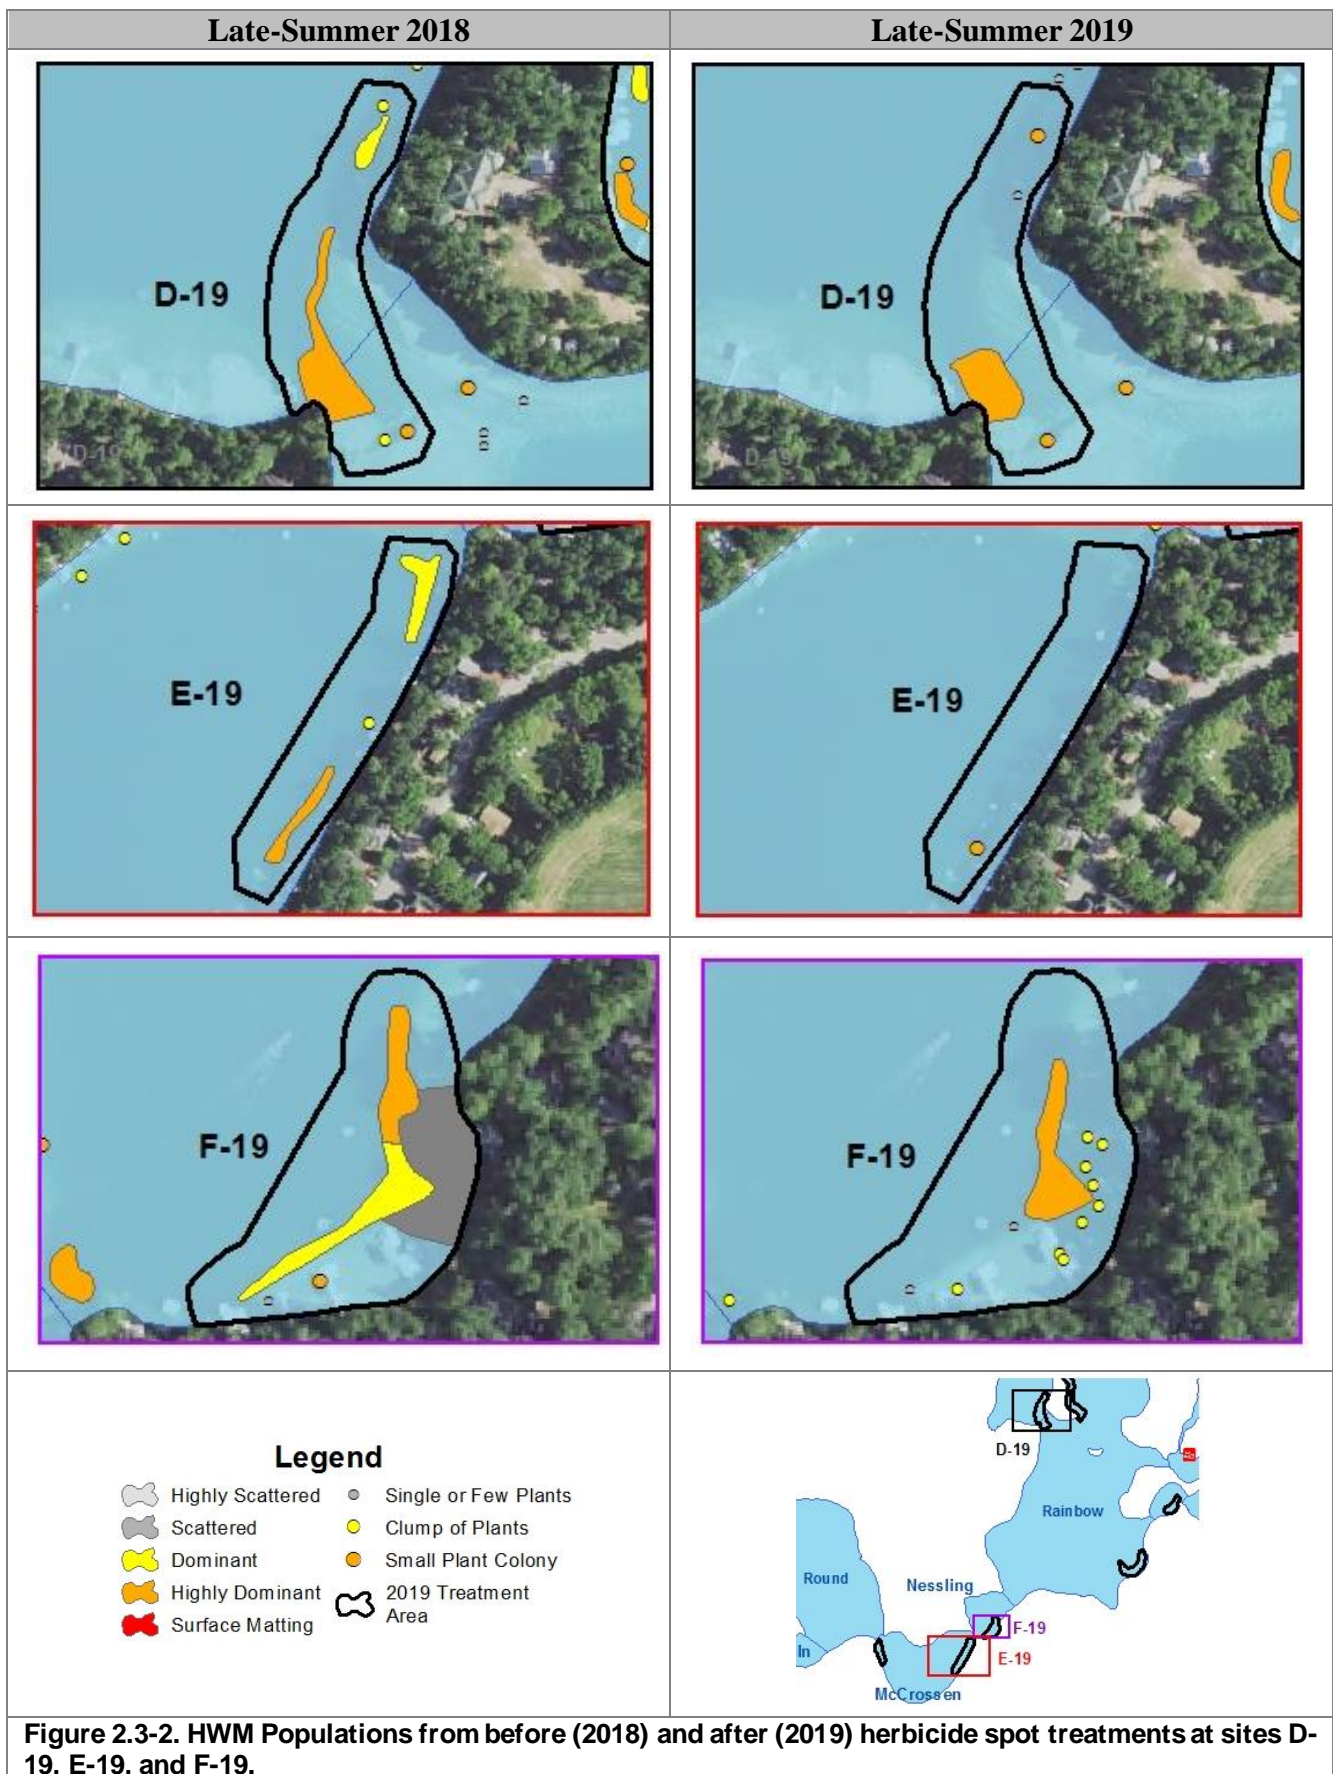 Late-Summer 2018
Late-Summer 2019
D-19
D-19
D-19
D-19
E-19
E-19
F-19
F-19
Legend
Highly Scattered
Scattered
Dominant
Highly Dominant
Surface Matting
Single or Few Plants
Clump of Plants
Small Plant Colony
2019 Treatment
Area
D-19
Rainbow
Round
Nessling
F-19
In
E-19
McCrossen
Figure 2.3-2. HWM Populations from before (2018) and after (2019) herbicide spot treatments at sites D-
19, E-19, and F-19.